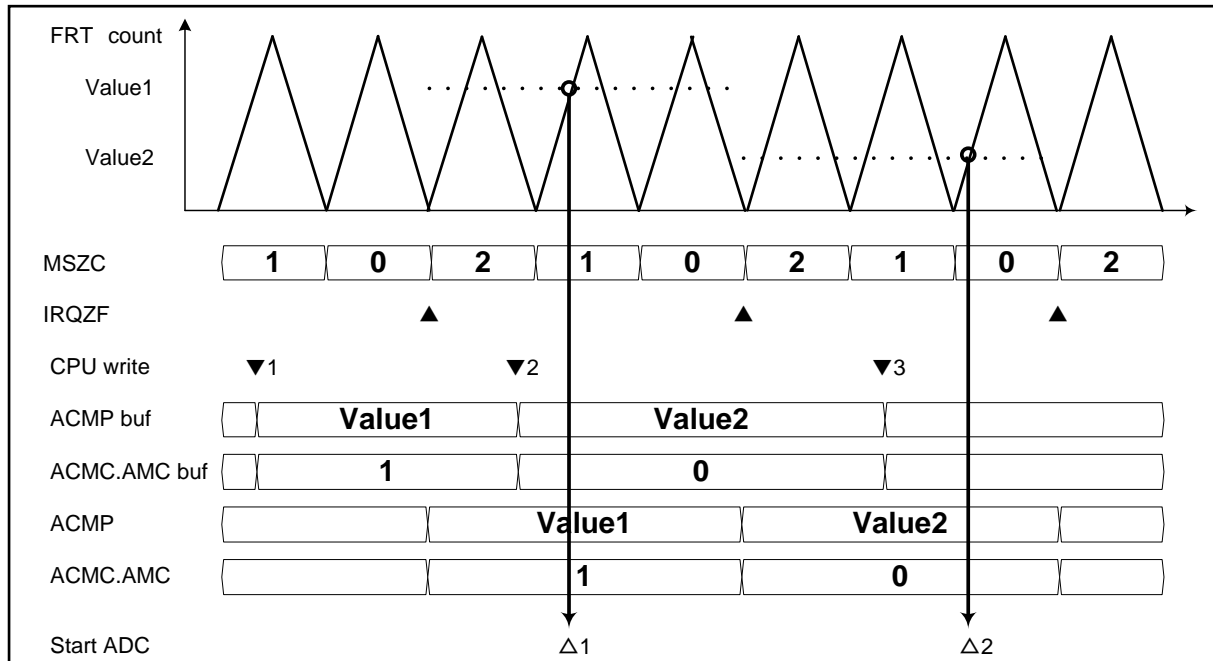 FRT count
Value1
Value2
MSZC 1 0 2 1 0 2 1 0 2
IRQZF ▲ ▲ ▲
CPU write ▼1 ▼2 ▼3
ACMP buf Value1 Value2
ACMC.AMC buf 1 0
ACMP Value1 Value2
ACMC.AMC 1 0
Start ADC △1 △2